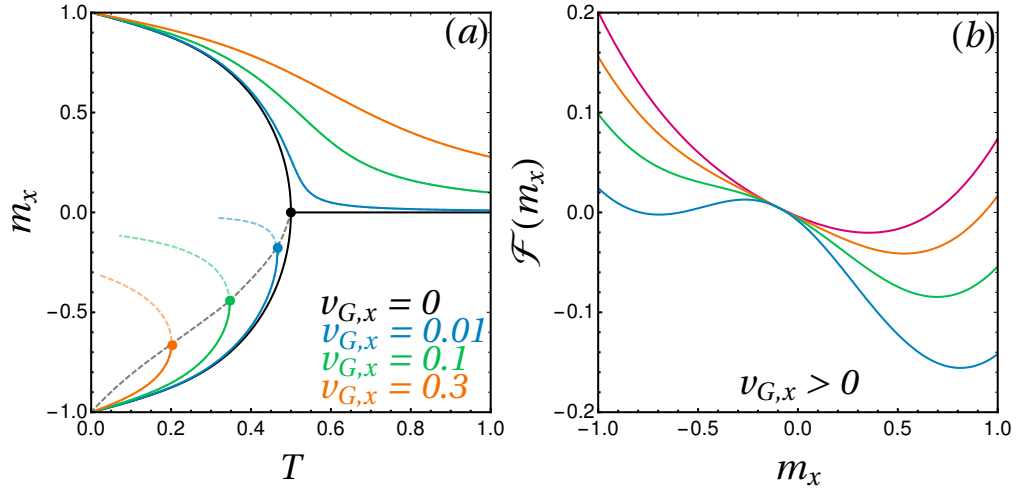 (a)
1.0
0.5
0.0
−0.5
−1.0
m_x
0.0 0.2 0.4 0.6 0.8 1.0
T
v_{G,x} = 0
v_{G,x} = 0.01
v_{G,x} = 0.1
v_{G,x} = 0.3
(b)
0.2
0.1
0.0
−0.1
−0.2
ℱ(m_x)
v_{G,x} > 0
−1.0 −0.5 0.0 0.5 1.0
m_x